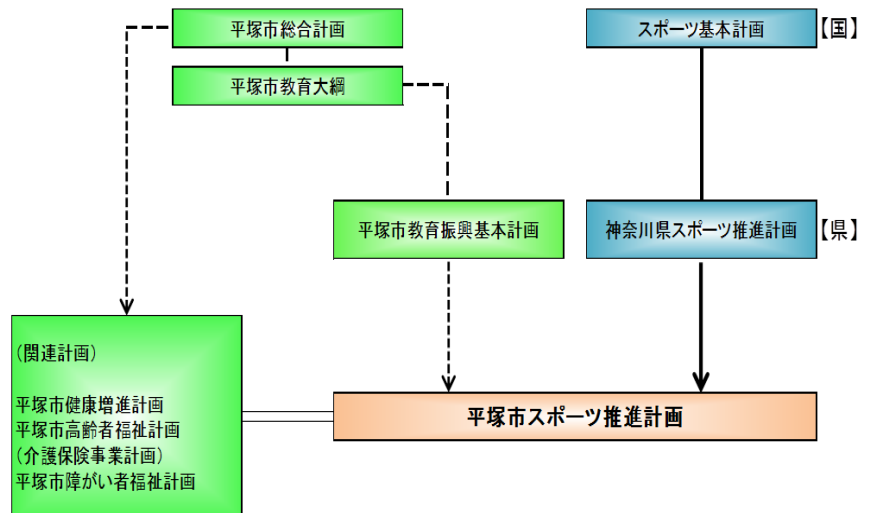 平塚市総合計画
スポーツ基本計画
【国】
平塚市教育大綱
平塚市教育振興基本計画
神奈川県スポーツ推進計画
【県】
(関連計画)
平塚市健康増進計画
平塚市高齢者福祉計画
(介護保険事業計画)
平塚市障がい者福祉計画
平塚市スポーツ推進計画